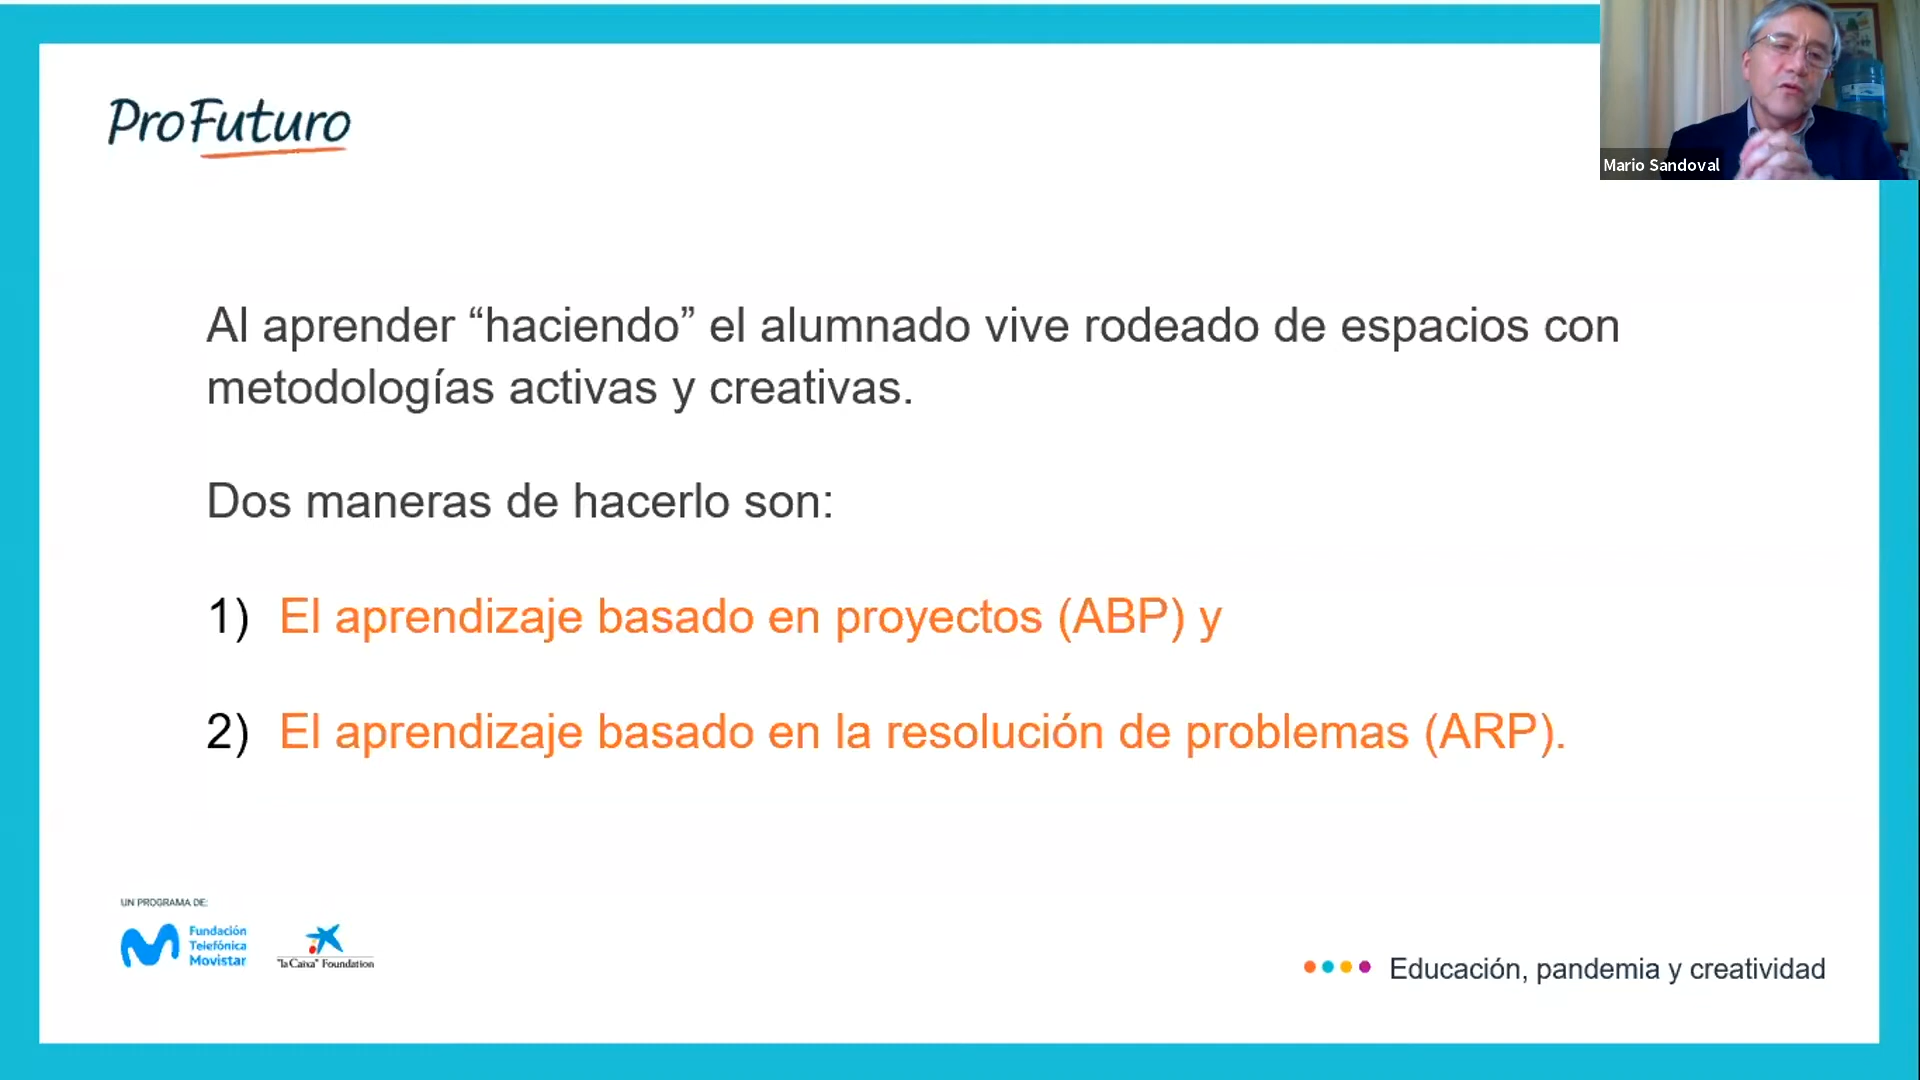 ProFuturo
Mario Sandoval
Al aprender “haciendo” el alumnado vive rodeado de espacios con
metodologías activas y creativas.
Dos maneras de hacerlo son:
1) El aprendizaje basado en proyectos (ABP) y
2) El aprendizaje basado en la resolución de problemas (ARP).
UN PROGRAMA DE:
Fundación
Telefónica
Movistar
"la Caixa" Foundation
Educación, pandemia y creatividad